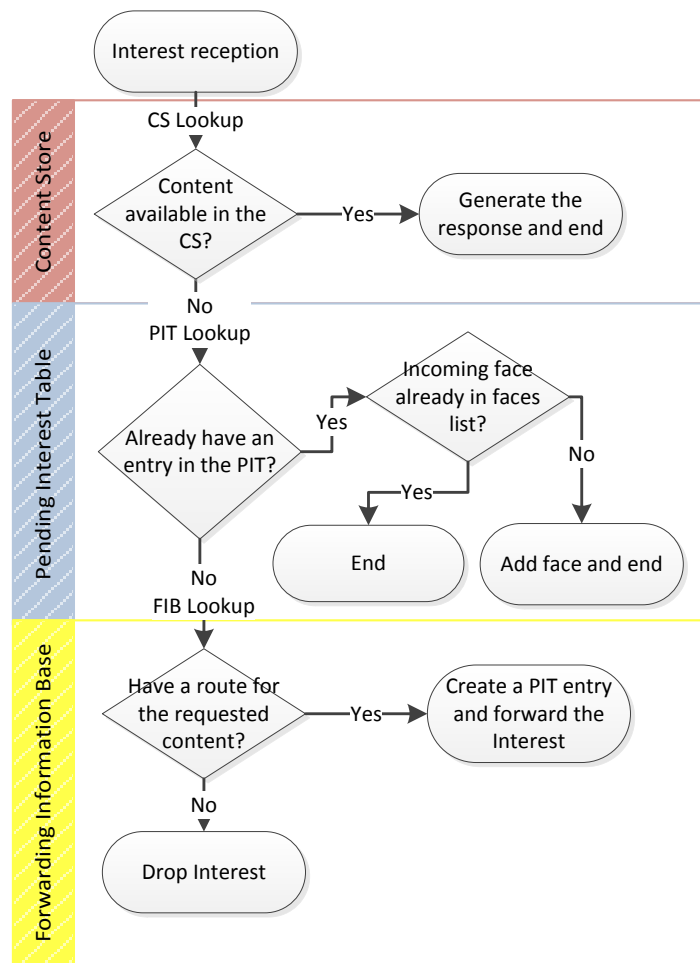 Interest reception
Content Store
CS Lookup
Content
available in the
CS?
Yes
Generate the
response and end
No
Pending Interest Table
PIT Lookup
Already have an
entry in the PIT?
Yes
Incoming face
already in faces
list?
Yes
No
End
Add face and end
No
Forwarding Information Base
FIB Lookup
Have a route for
the requested
content?
Yes
Create a PIT entry
and forward the
Interest
No
Drop Interest